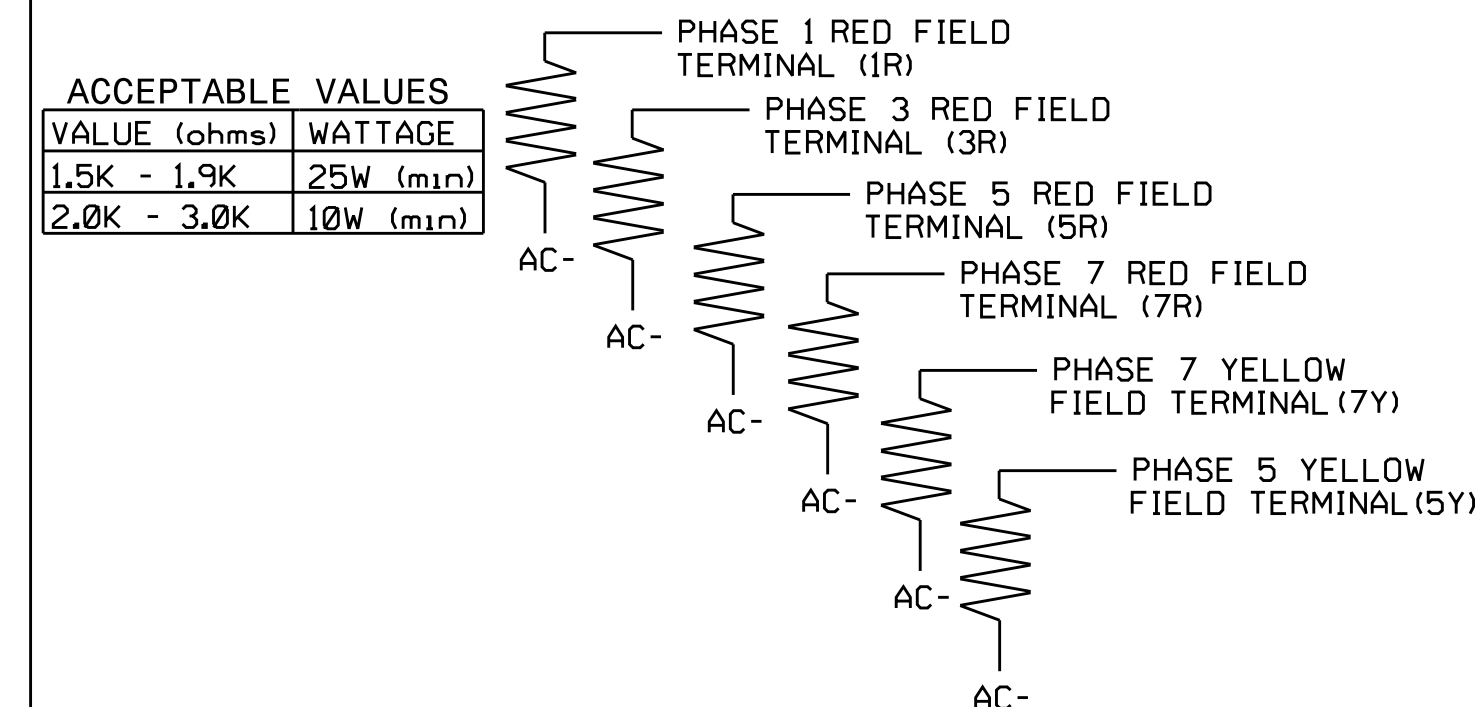 ACCEPTABLE VALUES
VALUE (ohms) WATTAGE
1.5K - 1.9K 25W (min)
2.0K - 3.0K 10W (min)
PHASE 1 RED FIELD
TERMINAL (1R)
AC-
PHASE 3 RED FIELD
TERMINAL (3R)
AC-
PHASE 5 RED FIELD
TERMINAL (5R)
AC-
PHASE 7 RED FIELD
TERMINAL (7R)
AC-
PHASE 7 YELLOW
FIELD TERMINAL (7Y)
AC-
PHASE 5 YELLOW
FIELD TERMINAL (5Y)
AC-